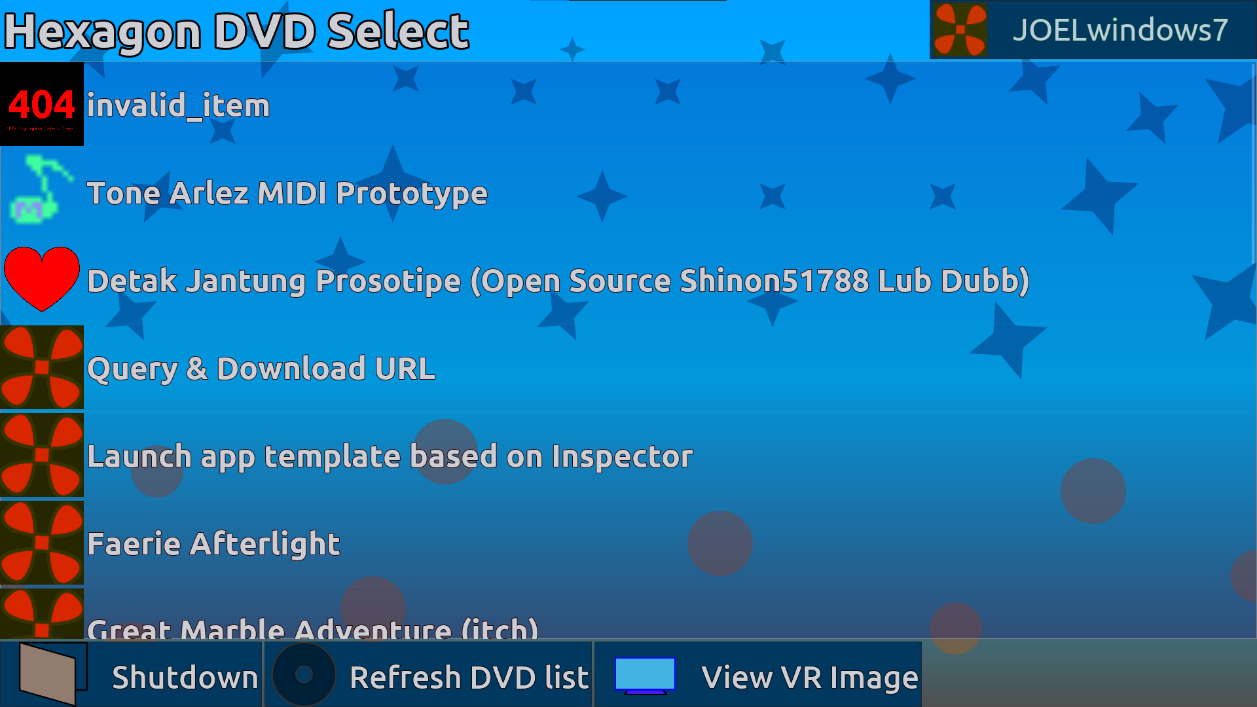 Hexagon DVD Select
JOELwindows7
404
invalid_item
Tone Arlez MIDI Prototype
Detak Jantung Prosotipe (Open Source Shinon51788 Lub Dubb)
Query & Download URL
Launch app template based on Inspector
Faerie Afterlight
Great Marble Adventure (itch)
Shutdown
Refresh DVD list
View VR Image